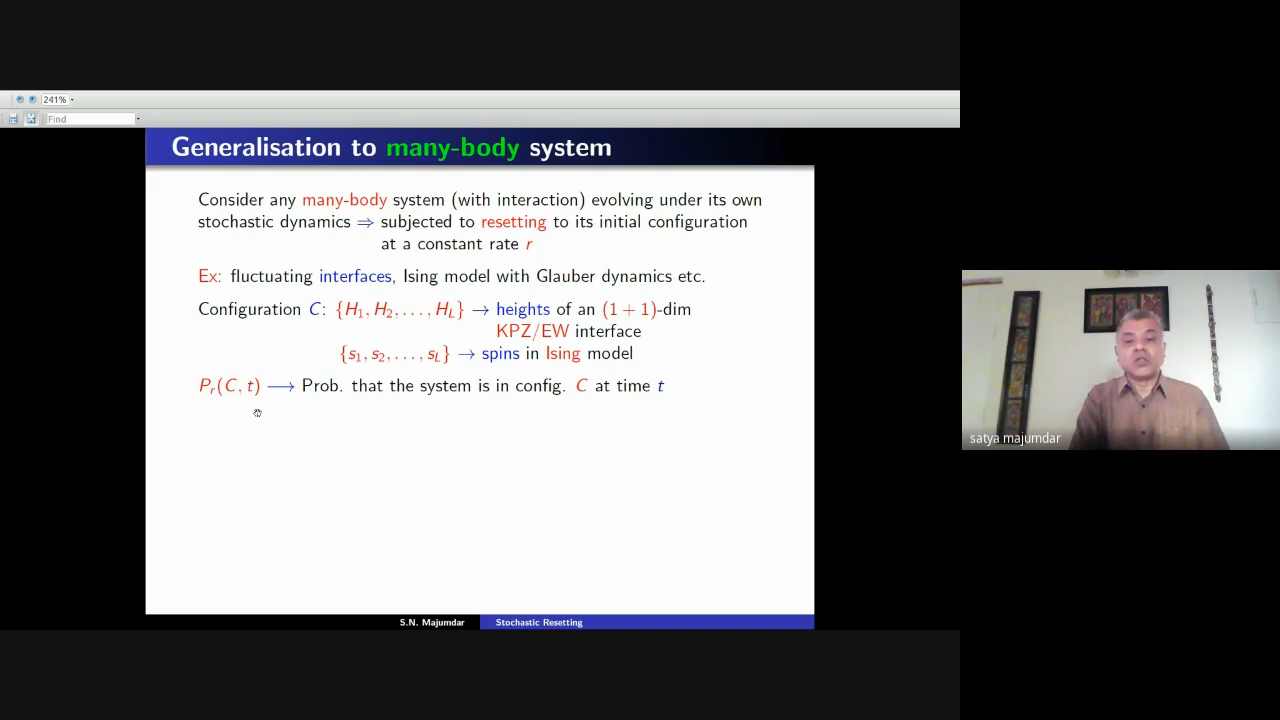 241%
Find
Generalisation to many-body system
Consider any many-body system (with interaction) evolving under its own
stochastic dynamics ⇒ subjected to resetting to its initial configuration
at a constant rate r
Ex: fluctuating interfaces, Ising model with Glauber dynamics etc.
Configuration C: {H₁, H₂, . . . , H_L} → heights of an (1 + 1)-dim
KPZ/EW interface
{s₁, s₂, . . . , s_L} → spins in Ising model
P_r(C, t) ⟶ Prob. that the system is in config. C at time t
satya majumdar
S.N. Majumdar Stochastic Resetting